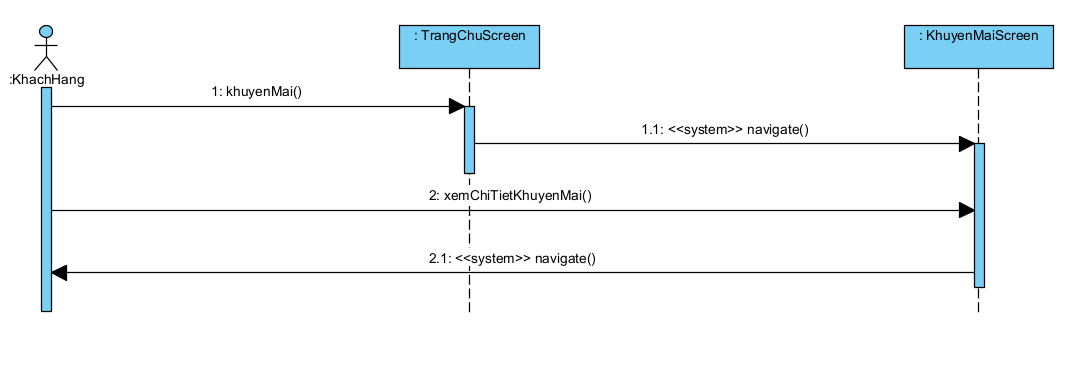 : TrangChuScreen
: KhuyenMaiScreen
:KhachHang
1: khuyenMai()
1.1: <<system>> navigate()
2: xemChiTietKhuyenMai()
2.1: <<system>> navigate()